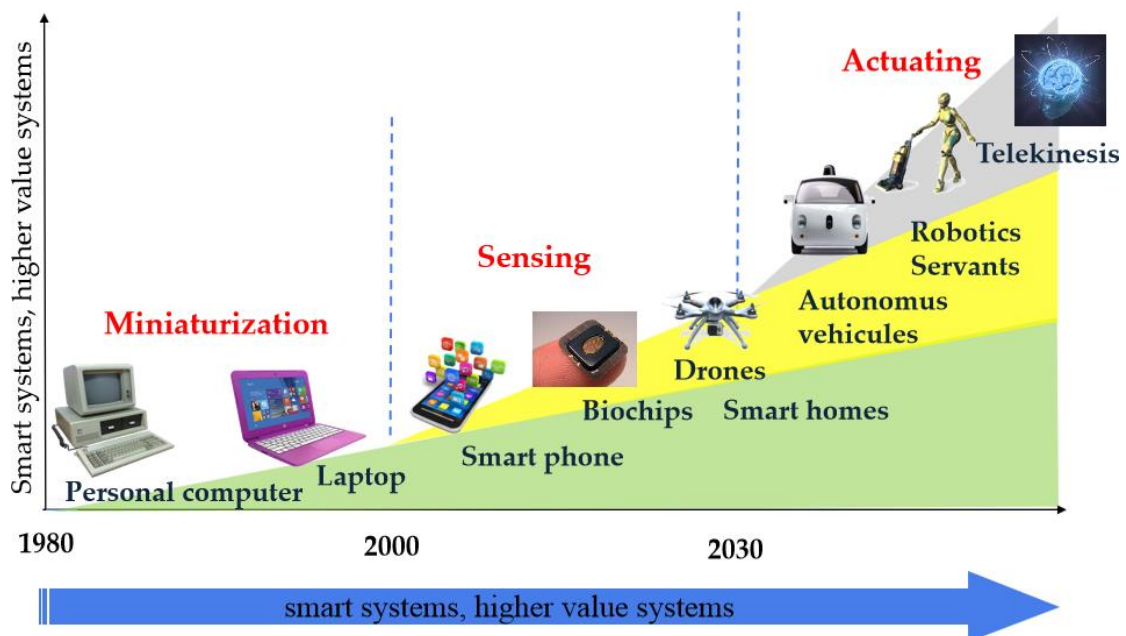 Smart systems, higher value systems
Actuating
Telekinesis
Sensing
Robotics
Servants
Miniaturization
Autonomus
vehicules
Drones
Biochips
Smart homes
Smart phone
Laptop
Personal computer
1980
2000
2030
smart systems, higher value systems